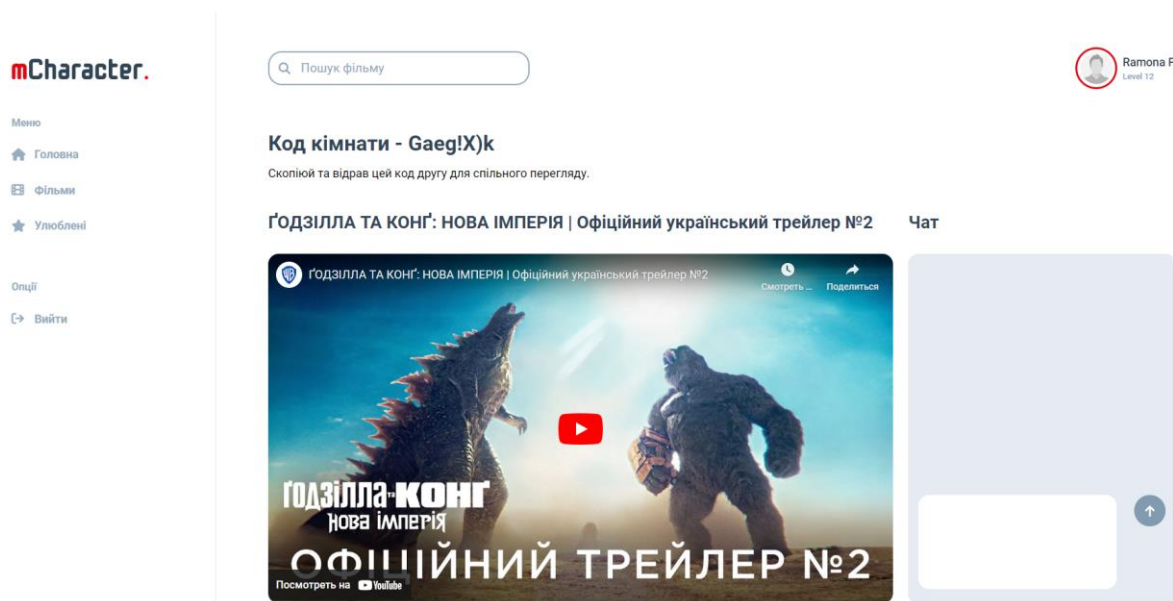 mCharacter.
Пошук фільму
Ramona F
Level 12
Меню
Головна
Фільми
Улюблені
Опції
Вийти
Код кімнати - Gaeg!X)k
Скопіюй та відрав цей код другу для спільного перегляду.
ҐОДЗІЛЛА ТА КОНҐ: НОВА ІМПЕРІЯ | Офіційний український трейлер №2
Чат
ҐОДЗІЛЛА ТА КОНҐ: НОВА ІМПЕРІЯ | Офіційний український трейлер №2
Смотреть ...
Поделиться
ҐОДЗІЛЛА ТА КОНҐ
НОВА ІМПЕРІЯ
ОФІЦІЙНИЙ ТРЕЙЛЕР №2
Посмотреть на YouTube